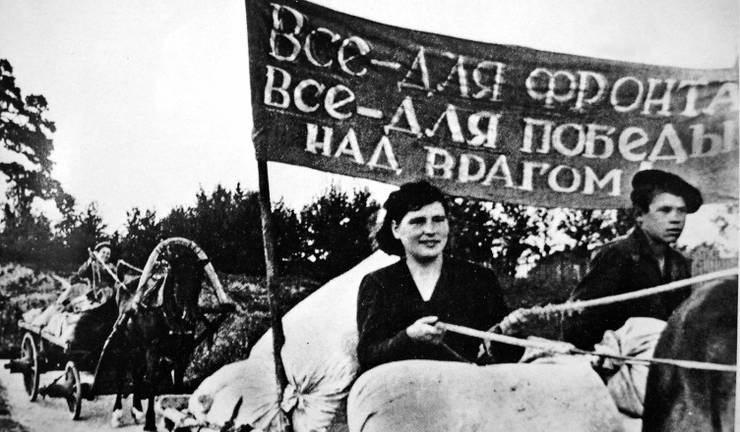 Все-для фронта
Все-для победы
над врагом!